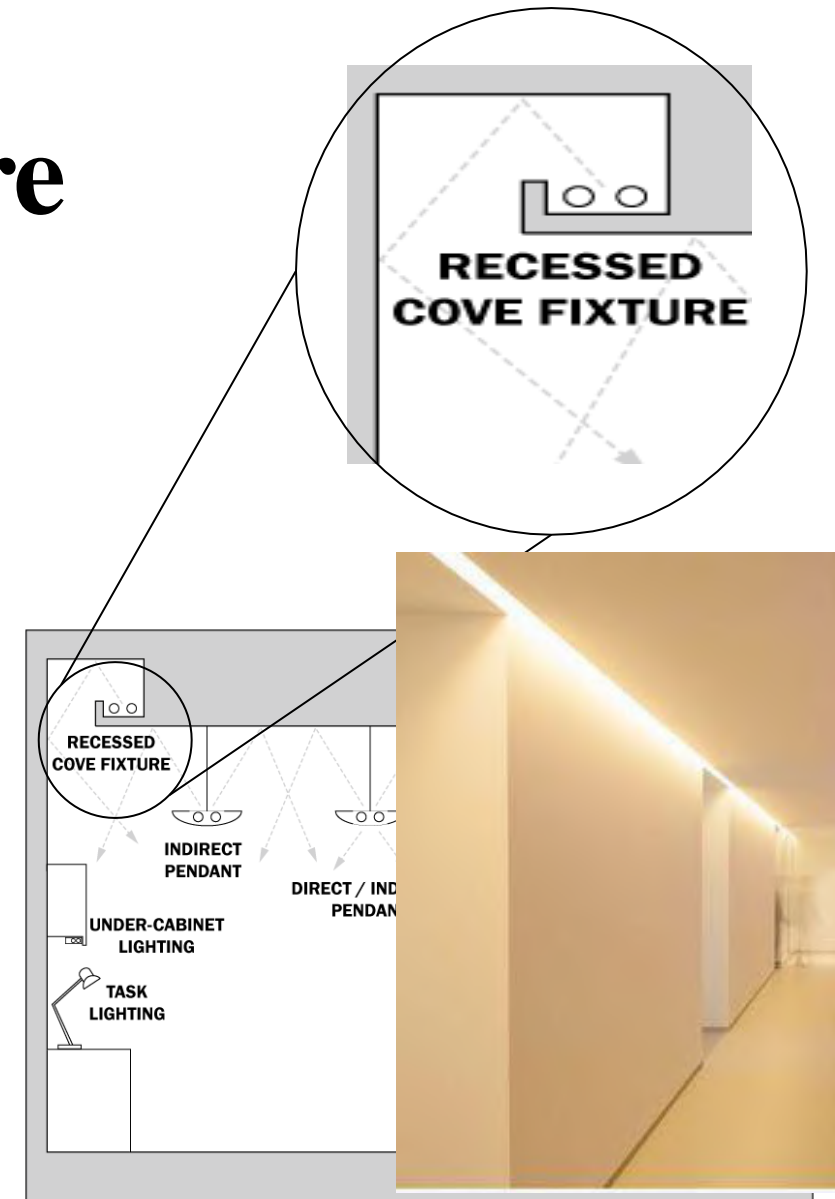 re
RECESSED
COVE FIXTURE
RECESSED
COVE FIXTURE
INDIRECT
PENDANT
DIRECT / IND
PENDAN
UNDER-CABINET
LIGHTING
TASK
LIGHTING